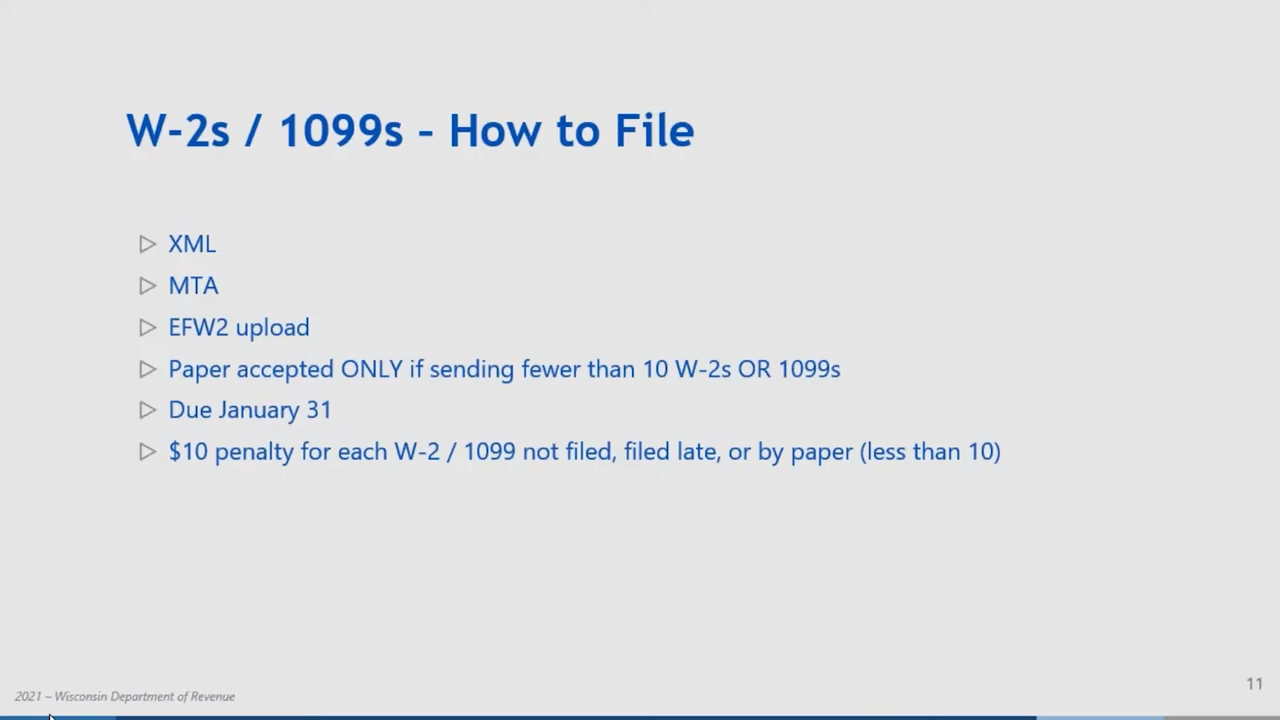 W-2s / 1099s – How to File
XML
MTA
EFW2 upload
Paper accepted ONLY if sending fewer than 10 W-2s OR 1099s
Due January 31
$10 penalty for each W-2 / 1099 not filed, filed late, or by paper (less than 10)
2021 – Wisconsin Department of Revenue
11